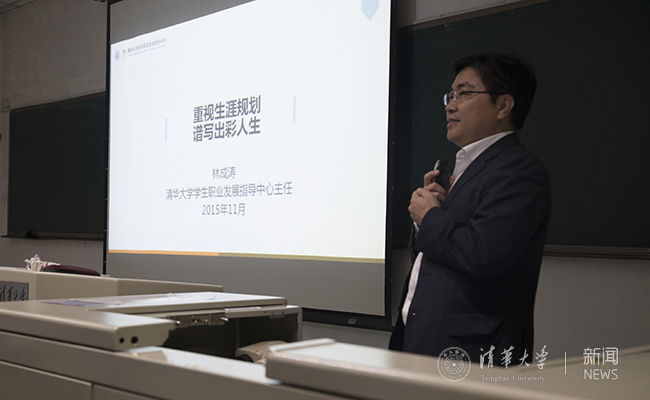 重视生涯规划
谱写出彩人生
林成涛
清华大学学生职业发展指导中心主任
2015年11月
清华大学
Tsinghua University
新闻
NEWS